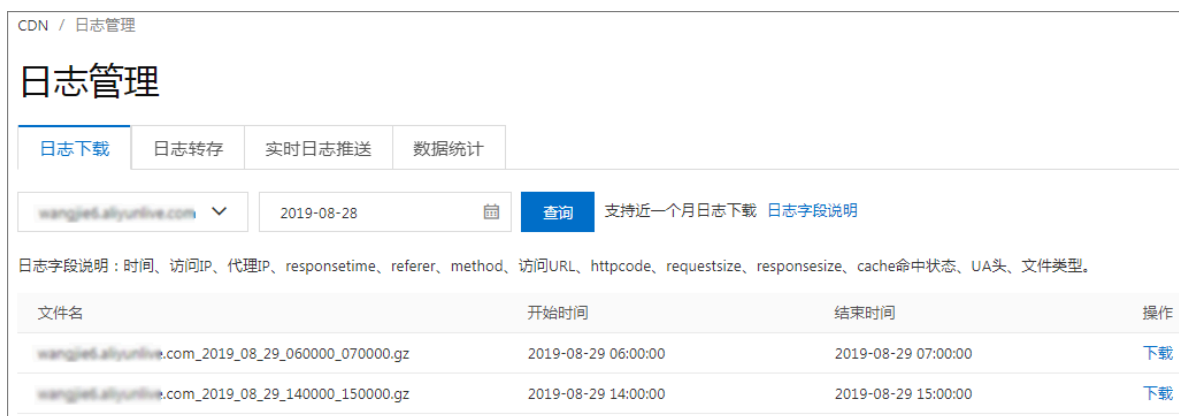 CDN / 日志管理
日志管理
日志下载 日志转存 实时日志推送 数据统计
2019-08-28 查询 支持近一个月日志下载 日志字段说明
日志字段说明：时间、访问IP、代理IP、responsetime、referer、method、访问URL、httpcode、requestsize、responsesize、cache命中状态、UA头、文件类型。
文件名 开始时间 结束时间 操作
.com_2019_08_29_060000_070000.gz 2019-08-29 06:00:00 2019-08-29 07:00:00 下载
.com_2019_08_29_140000_150000.gz 2019-08-29 14:00:00 2019-08-29 15:00:00 下载